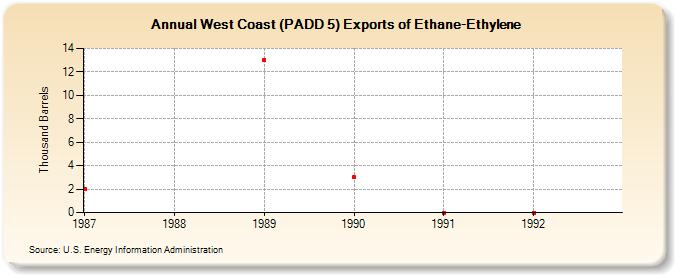 Annual West Coast (PADD 5) Exports of Ethane-Ethylene
Thousand Barrels
14
12
10
8
6
4
2
0
1987 1988 1989 1990 1991 1992
Source: U.S. Energy Information Administration